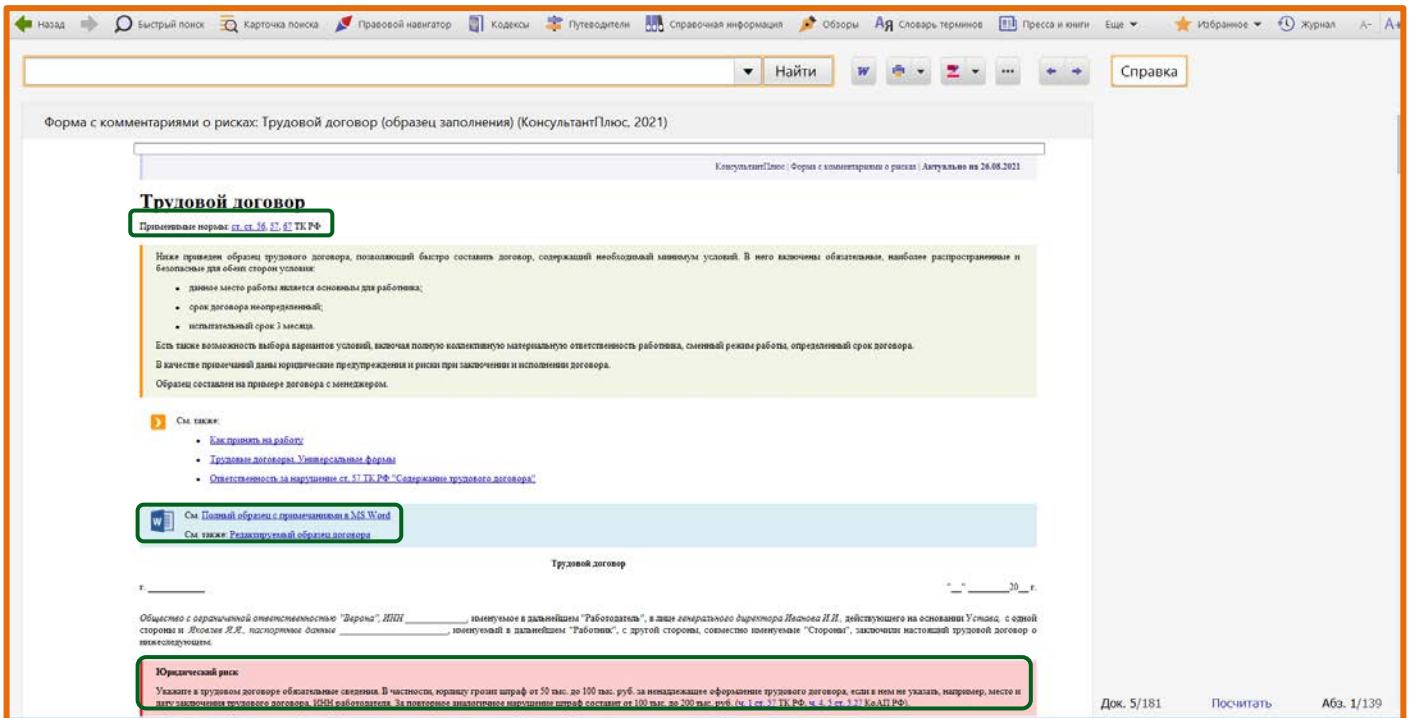 Назад Быстрый поиск Карточка поиска Правовой навигатор Кодексы Путеводители Справочная информация Обзоры АЯ Словарь терминов Пресса и книги Еще Избранное Журнал А- А+
Найти W ... Справка
Форма с комментариями о рисках: Трудовой договор (образец заполнения) (КонсультантПлюс, 2021)
КонсультантПлюс | Форма с комментариями о рисках | Актуально на 26.08.2021
Трудовой договор
Применимые нормы: ст. ст. 56, 57, 67 ТК РФ
Ниже приведен образец трудового договора, позволяющий быстро составить договор, содержащий необходимый минимум условий. В него включены обязательные, наиболее распространенные и
безопасные для обеих сторон условия:
• данное место работы является основным для работника;
• срок договора неопределенный;
• испытательный срок 3 месяца.
Есть также возможность выбора вариантов условий, включая полную коллективную материальную ответственность работника, сменный режим работы, определенный срок договора.
В качестве примечаний даны юридические предупреждения и риски при заключении и исполнении договора.
Образец составлен на примере договора с менеджером.
См. также:
• Как принять на работу
• Трудовые договоры. Универсальные формы
• Ответственность за нарушение ст. 57 ТК РФ "Содержание трудового договора"
См. Полный образец с примечаниями в MS Word
См. также: Редактируемый образец договора
Трудовой договор
г. __________ "__" _______20__ г.
Общество с ограниченной ответственностью "Верона", ИНН __________, именуемое в дальнейшем "Работодатель", в лице генерального директора Иванова И.И., действующего на основании Устава, с одной
стороны и Яковлев Я.Я., паспортные данные __________________, именуемый в дальнейшем "Работник", с другой стороны, совместно именуемые "Стороны", заключили настоящий трудовой договор о
нижеследующем.
Юридический риск
Укажите в трудовом договоре обязательные сведения. В частности, юрлицу грозит штраф от 50 тыс. до 100 тыс. руб. за ненадлежащее оформление трудового договора, если в нем не указать, например, место и
дату заключения трудового договора, ИНН работодателя. За повторное аналогичное нарушение штраф составит от 100 тыс. до 200 тыс. руб. (ч. 1 ст. 57 ТК РФ, ч. 4, 5 ст. 5.27 КоАП РФ).
Док. 5/181 Посчитать Абз. 1/139